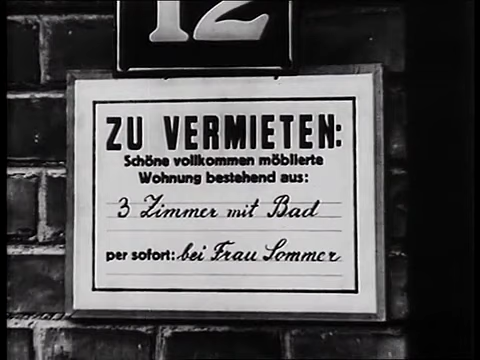 12
ZU VERMIETEN:
Schöne vollkommen möblierte
Wohnung bestehend aus:
3 Zimmer mit Bad
per sofort: bei Frau Sommer